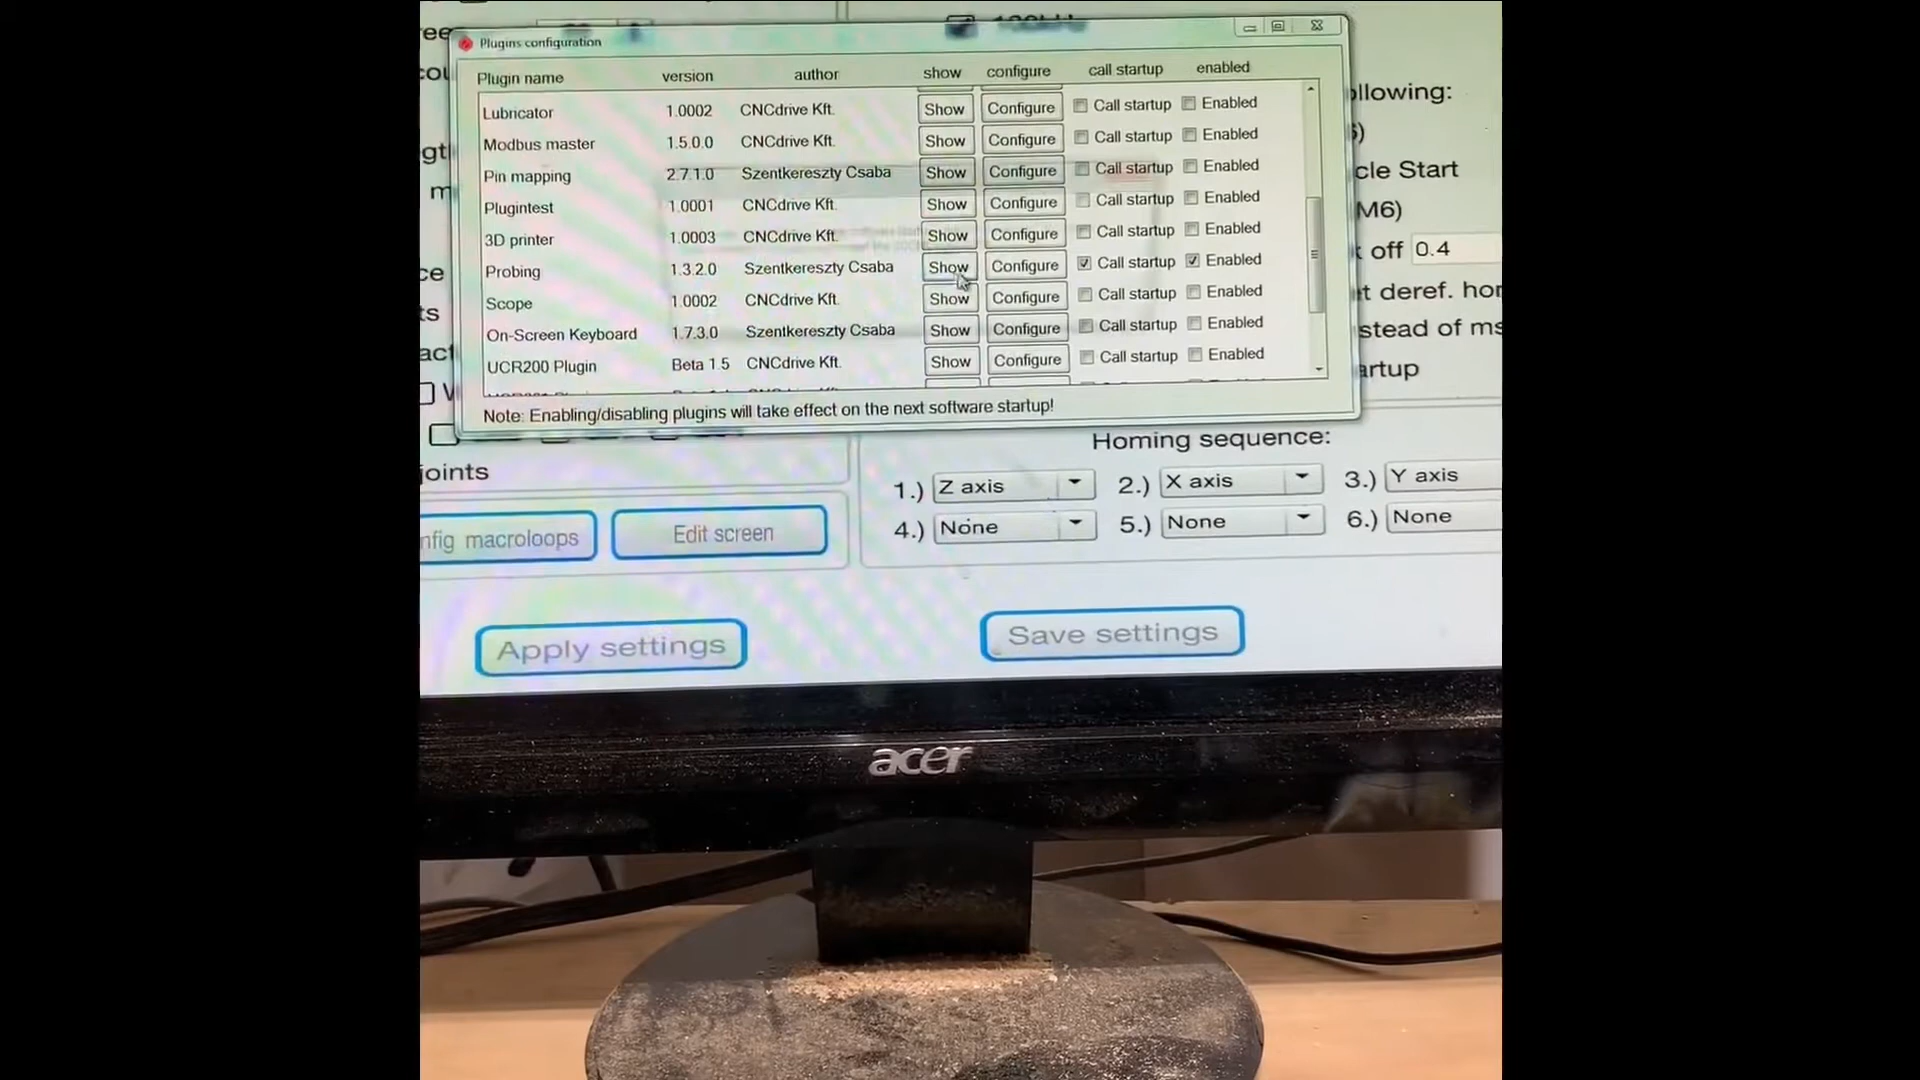 Plugins configuration
Plugin name version author show configure call startup enabled
Lubricator 1.0002 CNCdrive Kft. Show Configure Call startup Enabled
Modbus master 1.5.0.0 CNCdrive Kft. Show Configure Call startup Enabled
Pin mapping 2.7.1.0 Szentkereszty Csaba Show Configure Call startup Enabled
Plugintest 1.0001 CNCdrive Kft. Show Configure Call startup Enabled
3D printer 1.0003 CNCdrive Kft. Show Configure Call startup Enabled
Probing 1.3.2.0 Szentkereszty Csaba Show Configure Call startup Enabled
Scope 1.0002 CNCdrive Kft. Show Configure Call startup Enabled
On-Screen Keyboard 1.7.3.0 Szentkereszty Csaba Show Configure Call startup Enabled
UCR200 Plugin Beta 1.5 CNCdrive Kft. Show Configure Call startup Enabled
Note: Enabling/disabling plugins will take effect on the next software startup!
llowing:
cle Start
M6)
off 0.4
t deref. hor
stead of ms
artup
joints
Homing sequence:
1.) Z axis 2.) X axis 3.) Y axis
4.) None 5.) None 6.) None
nfig macroloops Edit screen
Apply settings Save settings
acer